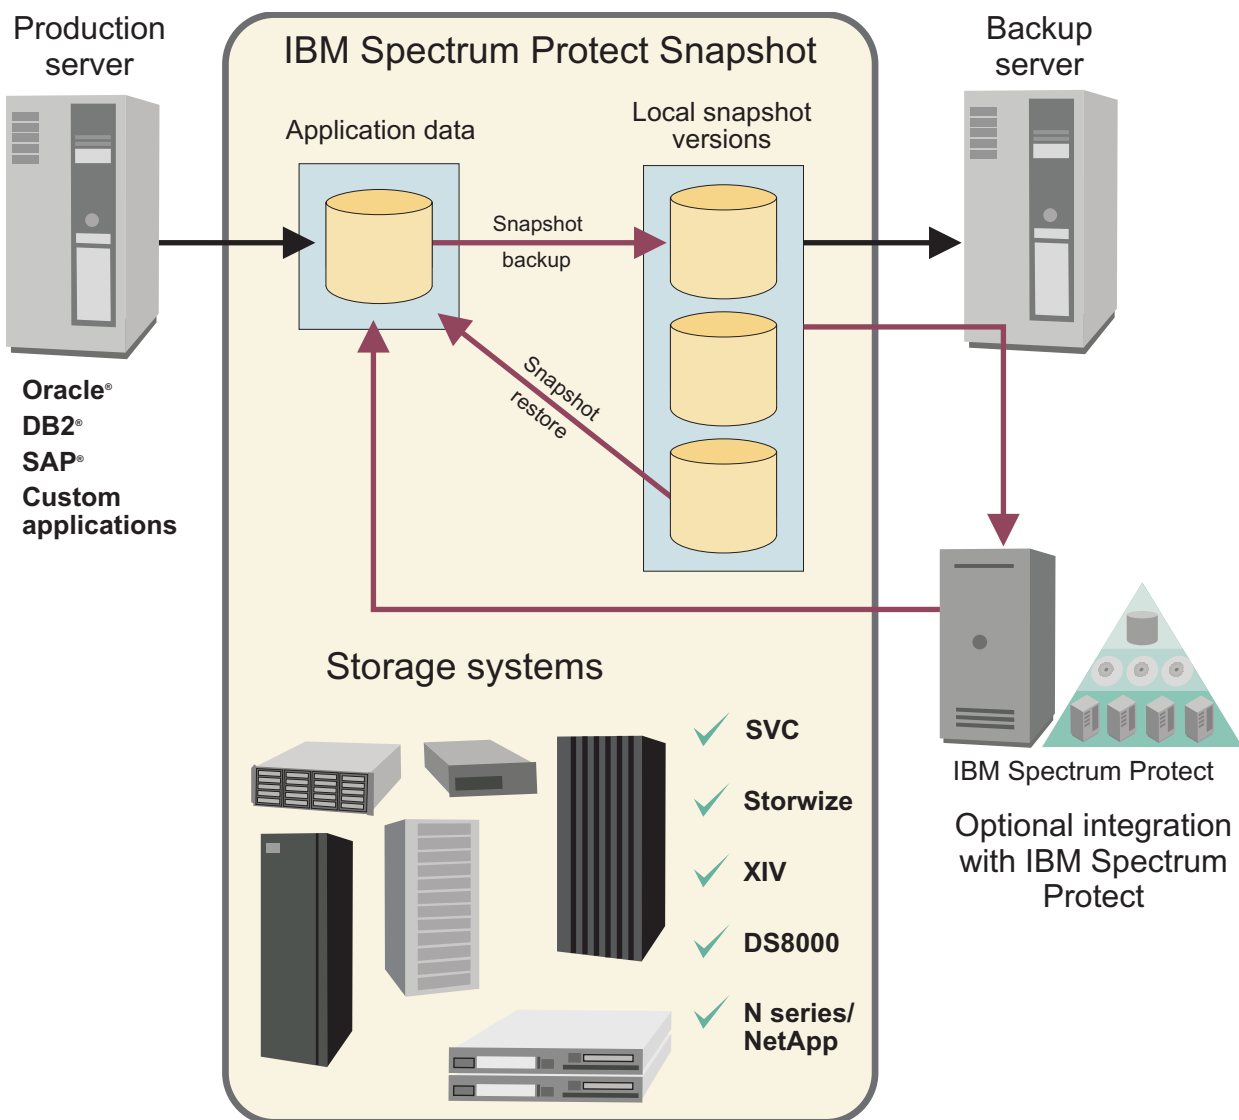 Production
server
IBM Spectrum Protect Snapshot
Backup
server
Application data
Local snapshot
versions
Snapshot
backup
Snapshot
restore
Oracle®
DB2®
SAP®
Custom
applications
Storage systems
SVC
Storwize
XIV
DS8000
N series/
NetApp
IBM Spectrum Protect
Optional integration
with IBM Spectrum
Protect